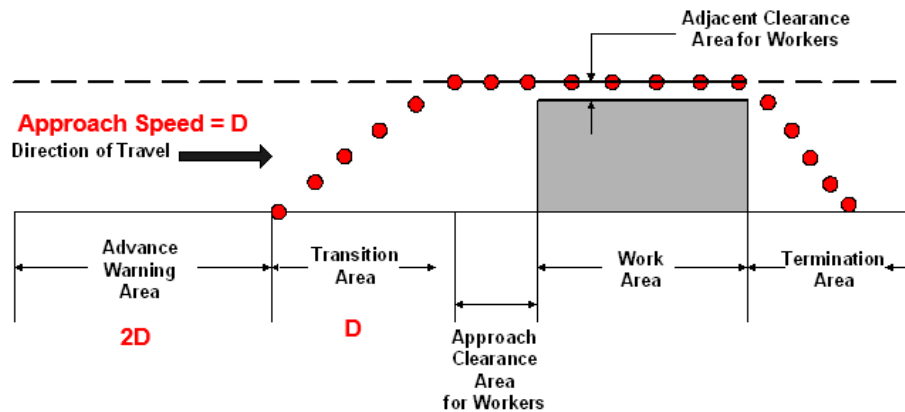 Adjacent Clearance
Area for Workers
Approach Speed = D
Direction of Travel
Advance
Warning
Area
Transition
Area
Work
Area
Termination
Area
2D
D
Approach
Clearance
Area
for Workers